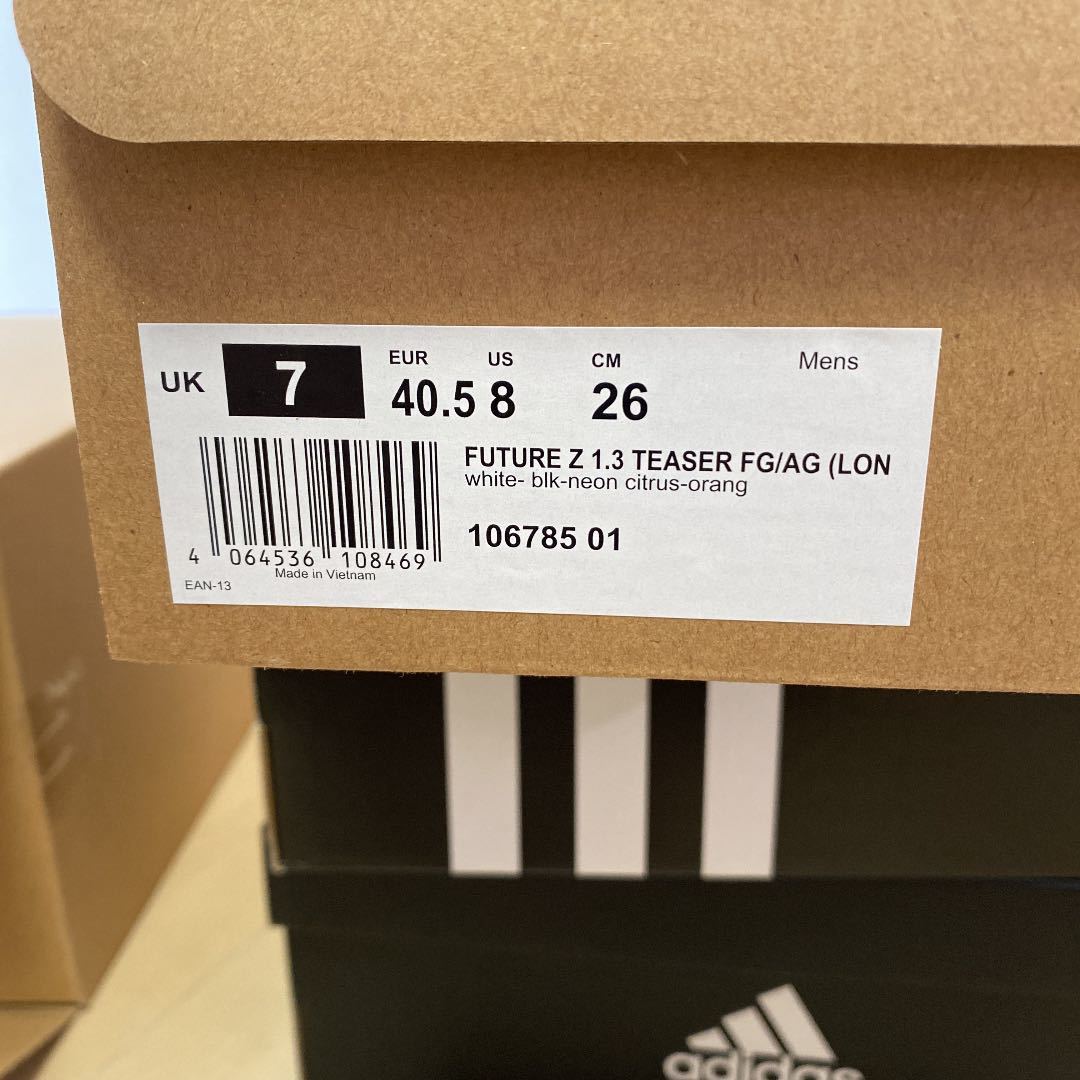 UK 7 EUR 40.5 US 8 CM 26 Mens
FUTURE Z 1.3 TEASER FG/AG (LON
white- blk-neon citrus-orang
106785 01
4 064536 108469
Made in Vietnam
EAN-13
adidas